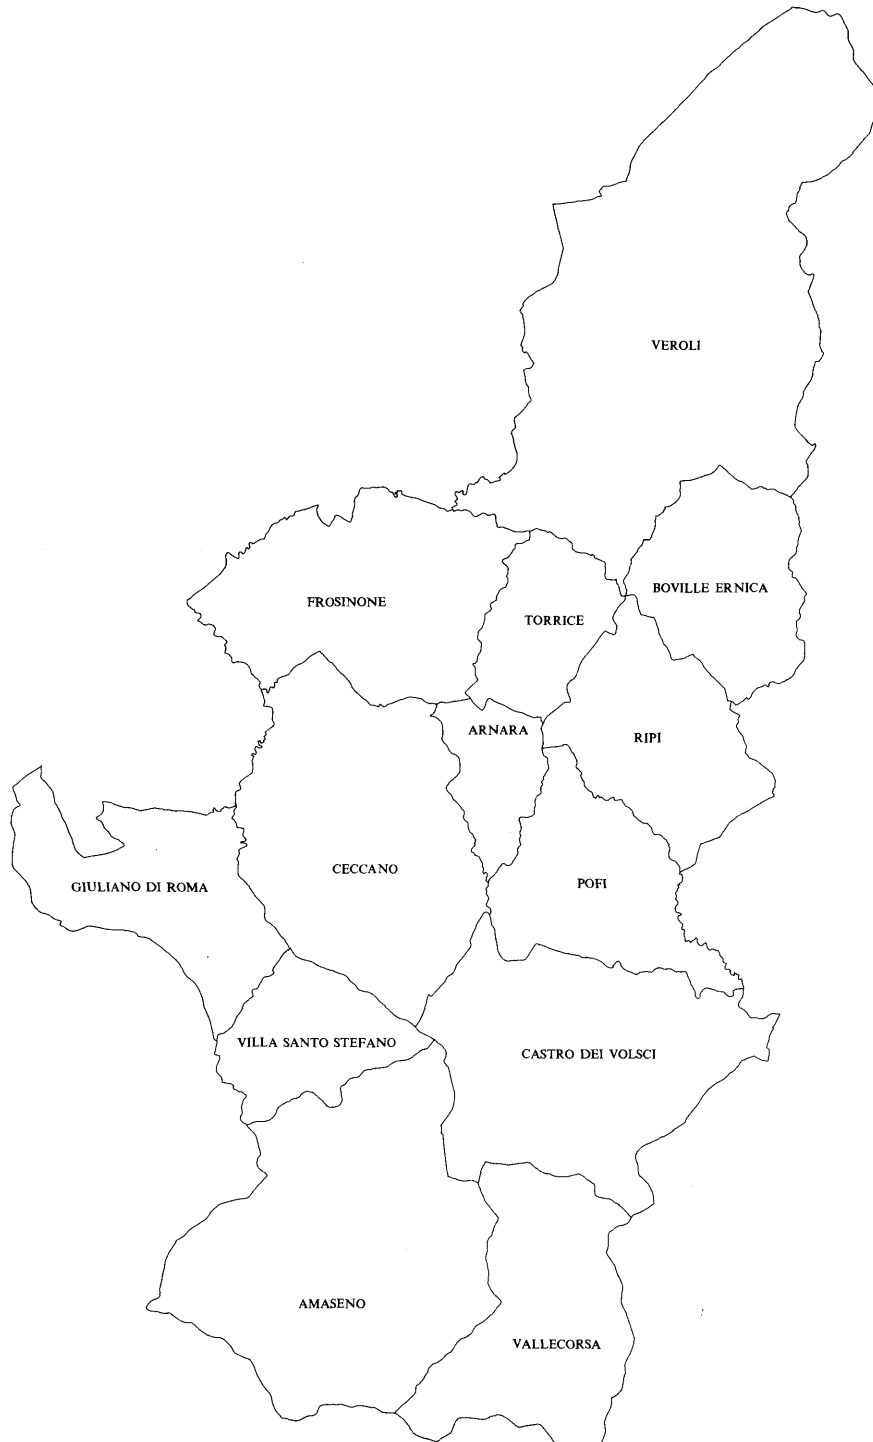 VEROLI
BOVILLE ERNICA
FROSINONE
TORRICE
ARNARA
RIPI
CECCANO
POFI
GIULIANO DI ROMA
VILLA SANTO STEFANO
CASTRO DEI VOLSCI
AMASENO
VALLECORSA